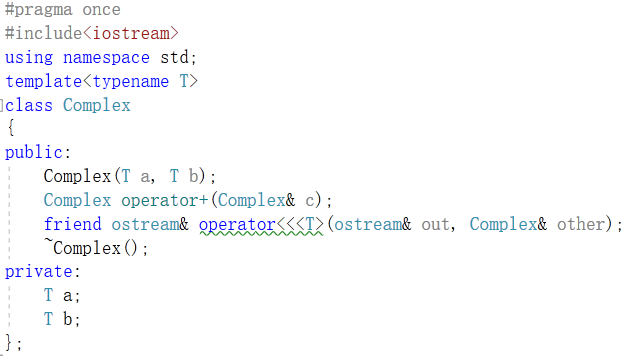 #pragma once
#include<iostream>
using namespace std;
template<typename T>
class Complex
{
public:
    Complex(T a, T b);
    Complex operator+(Complex& c);
    friend ostream& operator<<<T>(ostream& out, Complex& other);
    ~Complex();
private:
    T a;
    T b;
};